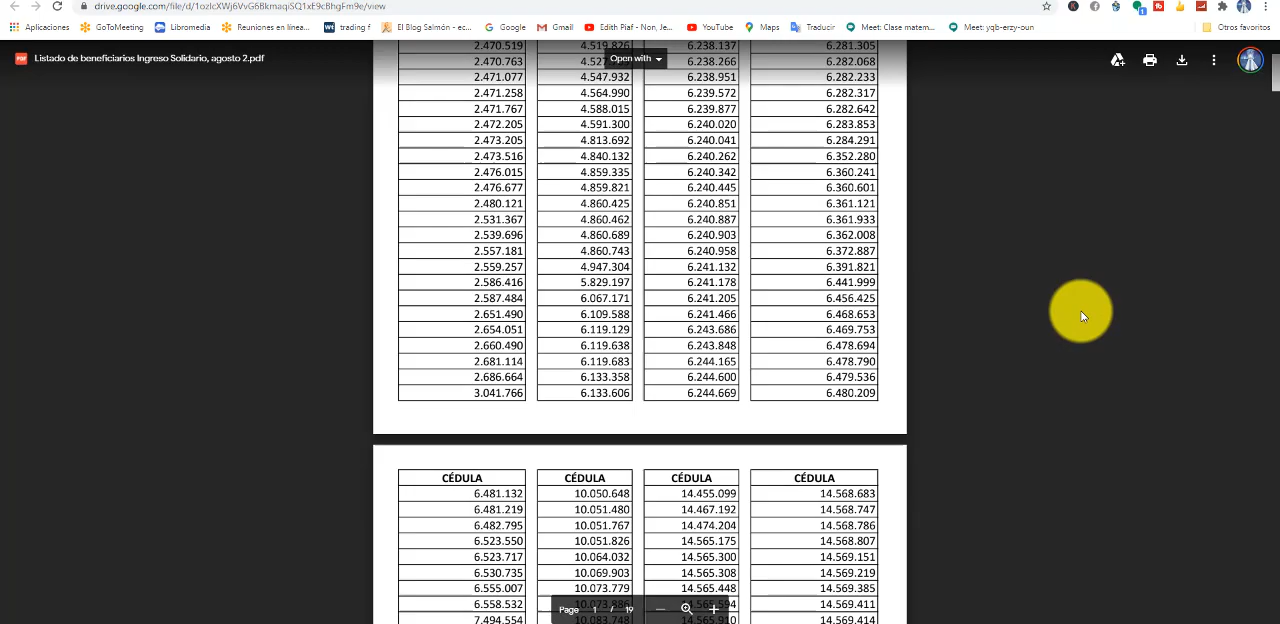 drive.google.com/file/d/1ozIcXWj6VvG6BkmaqiSQ1xE9cBhgFm9e/view
Aplicaciones GoToMeeting Libromedia Reuniones en línea... trading f El Blog Salmón - ec... Google Gmail Edith Piaf - Non, Je... YouTube Maps Traducir Meet: Clase matem... Meet: yqb-erzy-oun Otros favoritos
2.470.519 4.519.826 6.238.137 6.281.305
Listado de beneficiarios Ingreso Solidario, agosto 2.pdf
Open with
2.470.763 6.238.266 6.282.068
2.471.077 4.547.932 6.238.951 6.282.233
2.471.258 4.564.990 6.239.572 6.282.317
2.471.767 4.588.015 6.239.877 6.282.642
2.472.205 4.591.300 6.240.020 6.283.853
2.473.205 4.813.692 6.240.041 6.284.291
2.473.516 4.840.132 6.240.262 6.352.280
2.476.015 4.859.335 6.240.342 6.360.241
2.476.677 4.859.821 6.240.445 6.360.601
2.480.121 4.860.425 6.240.851 6.361.121
2.531.367 4.860.462 6.240.887 6.361.933
2.539.696 4.860.689 6.240.903 6.362.008
2.557.181 4.860.743 6.240.958 6.372.887
2.559.257 4.947.304 6.241.132 6.391.821
2.586.416 5.829.197 6.241.178 6.441.999
2.587.484 6.067.171 6.241.205 6.456.425
2.651.490 6.109.588 6.241.466 6.468.653
2.654.051 6.119.129 6.243.686 6.469.753
2.660.490 6.119.638 6.243.848 6.478.694
2.681.114 6.119.683 6.244.165 6.478.790
2.686.664 6.133.358 6.244.600 6.479.536
3.041.766 6.133.606 6.244.669 6.480.209
CÉDULA CÉDULA CÉDULA CÉDULA
6.481.132 10.050.648 14.455.099 14.568.683
6.481.219 10.051.480 14.467.192 14.568.747
6.482.795 10.051.767 14.474.204 14.568.786
6.523.550 10.051.826 14.565.175 14.568.807
6.523.717 10.064.032 14.565.300 14.569.151
6.530.735 10.069.903 14.565.308 14.569.219
6.555.007 10.073.779 14.565.448 14.569.385
6.558.532 10.073.886 14.565.594 14.569.411
Page 1 / 19
7.494.554 10.083.748 14.565.910 14.569.414